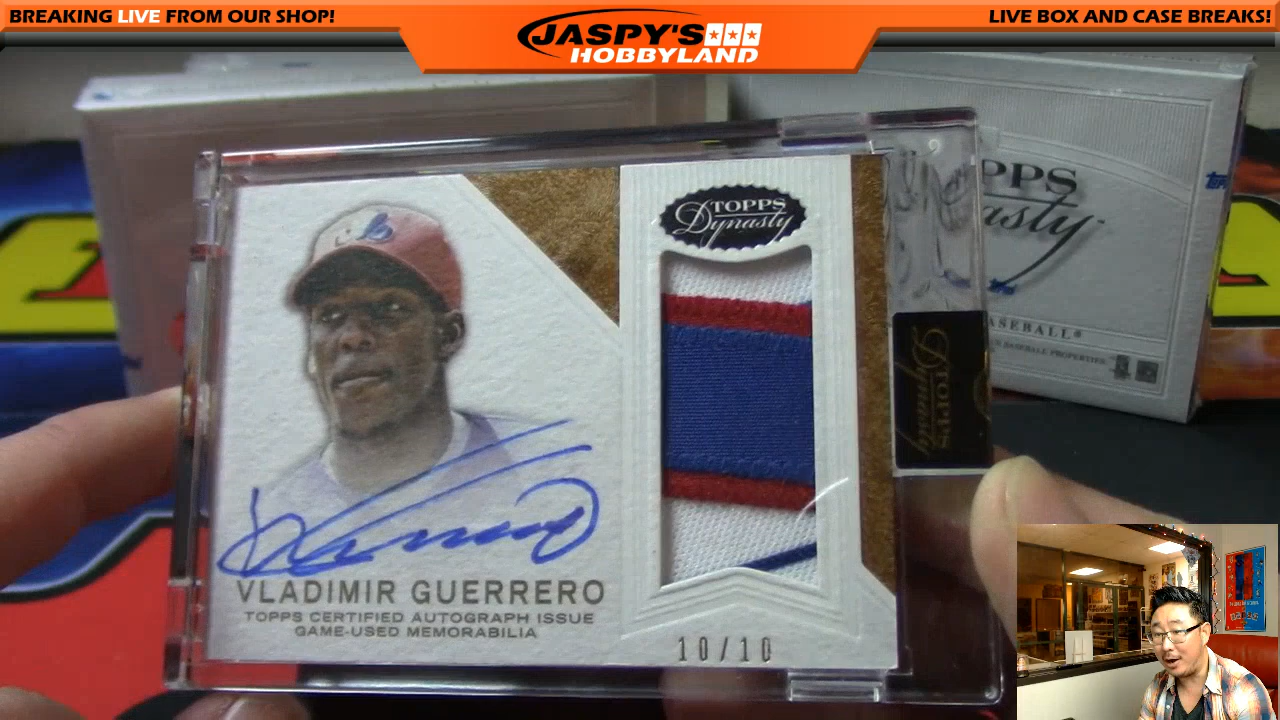 BREAKING LIVE FROM OUR SHOP!
JASPY'S
HOBBYLAND
LIVE BOX AND CASE BREAKS!
TOPPS
Dynasty
VLADIMIR GUERRERO
TOPPS CERTIFIED AUTOGRAPH ISSUE
GAME-USED MEMORABILIA
10/10
TOPPS
Dynasty